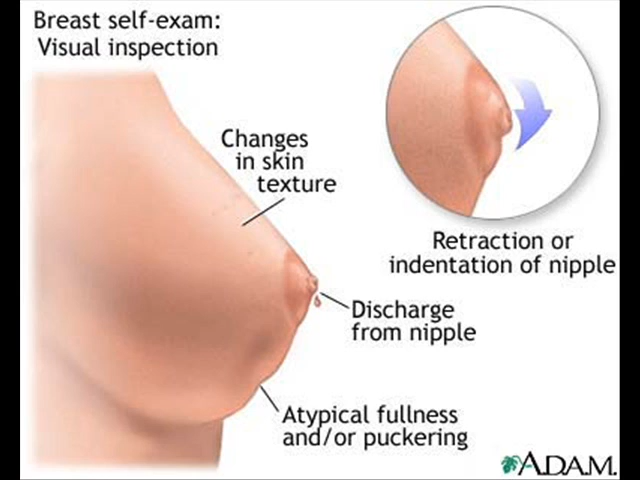 Breast self-exam:
Visual inspection
Changes
in skin
texture
Retraction or
indentation of nipple
Discharge
from nipple
Atypical fullness
and/or puckering
A.D.A.M.